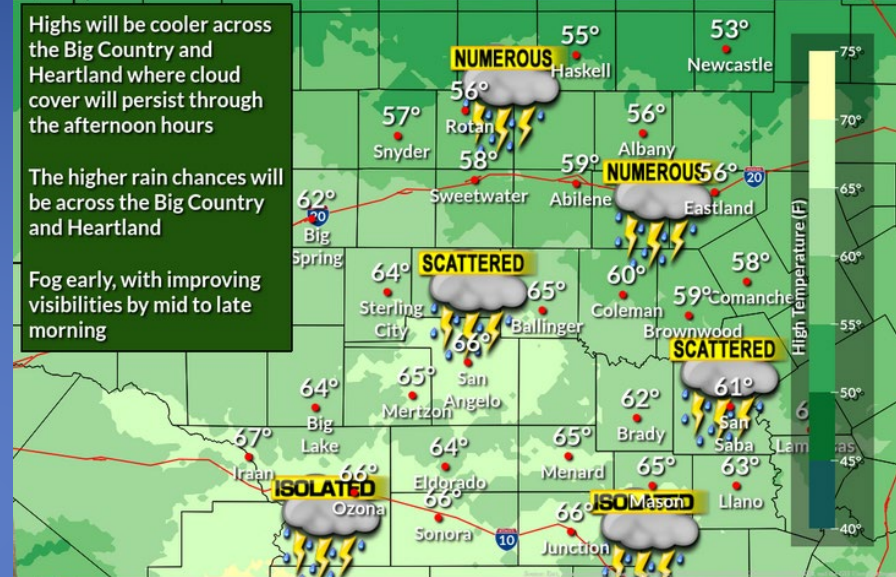 Highs will be cooler across
the Big Country and
Heartland where cloud
cover will persist through
the afternoon hours
The higher rain chances will
be across the Big Country
and Heartland
Fog early, with improving
visibilities by mid to late
morning
NUMEROUS
55°
Haskell
53°
Newcastle
56°
Rotan
57°
Snyder
56°
Albany
58°
Sweetwater
59°
Abilene
NUMEROUS
56°
Eastland
20
62°
20
Big
Spring
SCATTERED
64°
Sterling
City
65°
Ballinger
60°
Coleman
58°
Comanche
59°
Brownwood
66°
San
Angelo
SCATTERED
61°
San
Saba
64°
Big
Lake
65°
Mertzon
62°
Brady
67°
Iraan
ISOLATED
66°
Ozona
64°
Eldorado
66°
Sonora
10
65°
Menard
66°
Junction
65°
Mason
ISOLATED
63°
Llano
High Temperature (F)
75°
70°
65°
60°
55°
50°
45°
40°